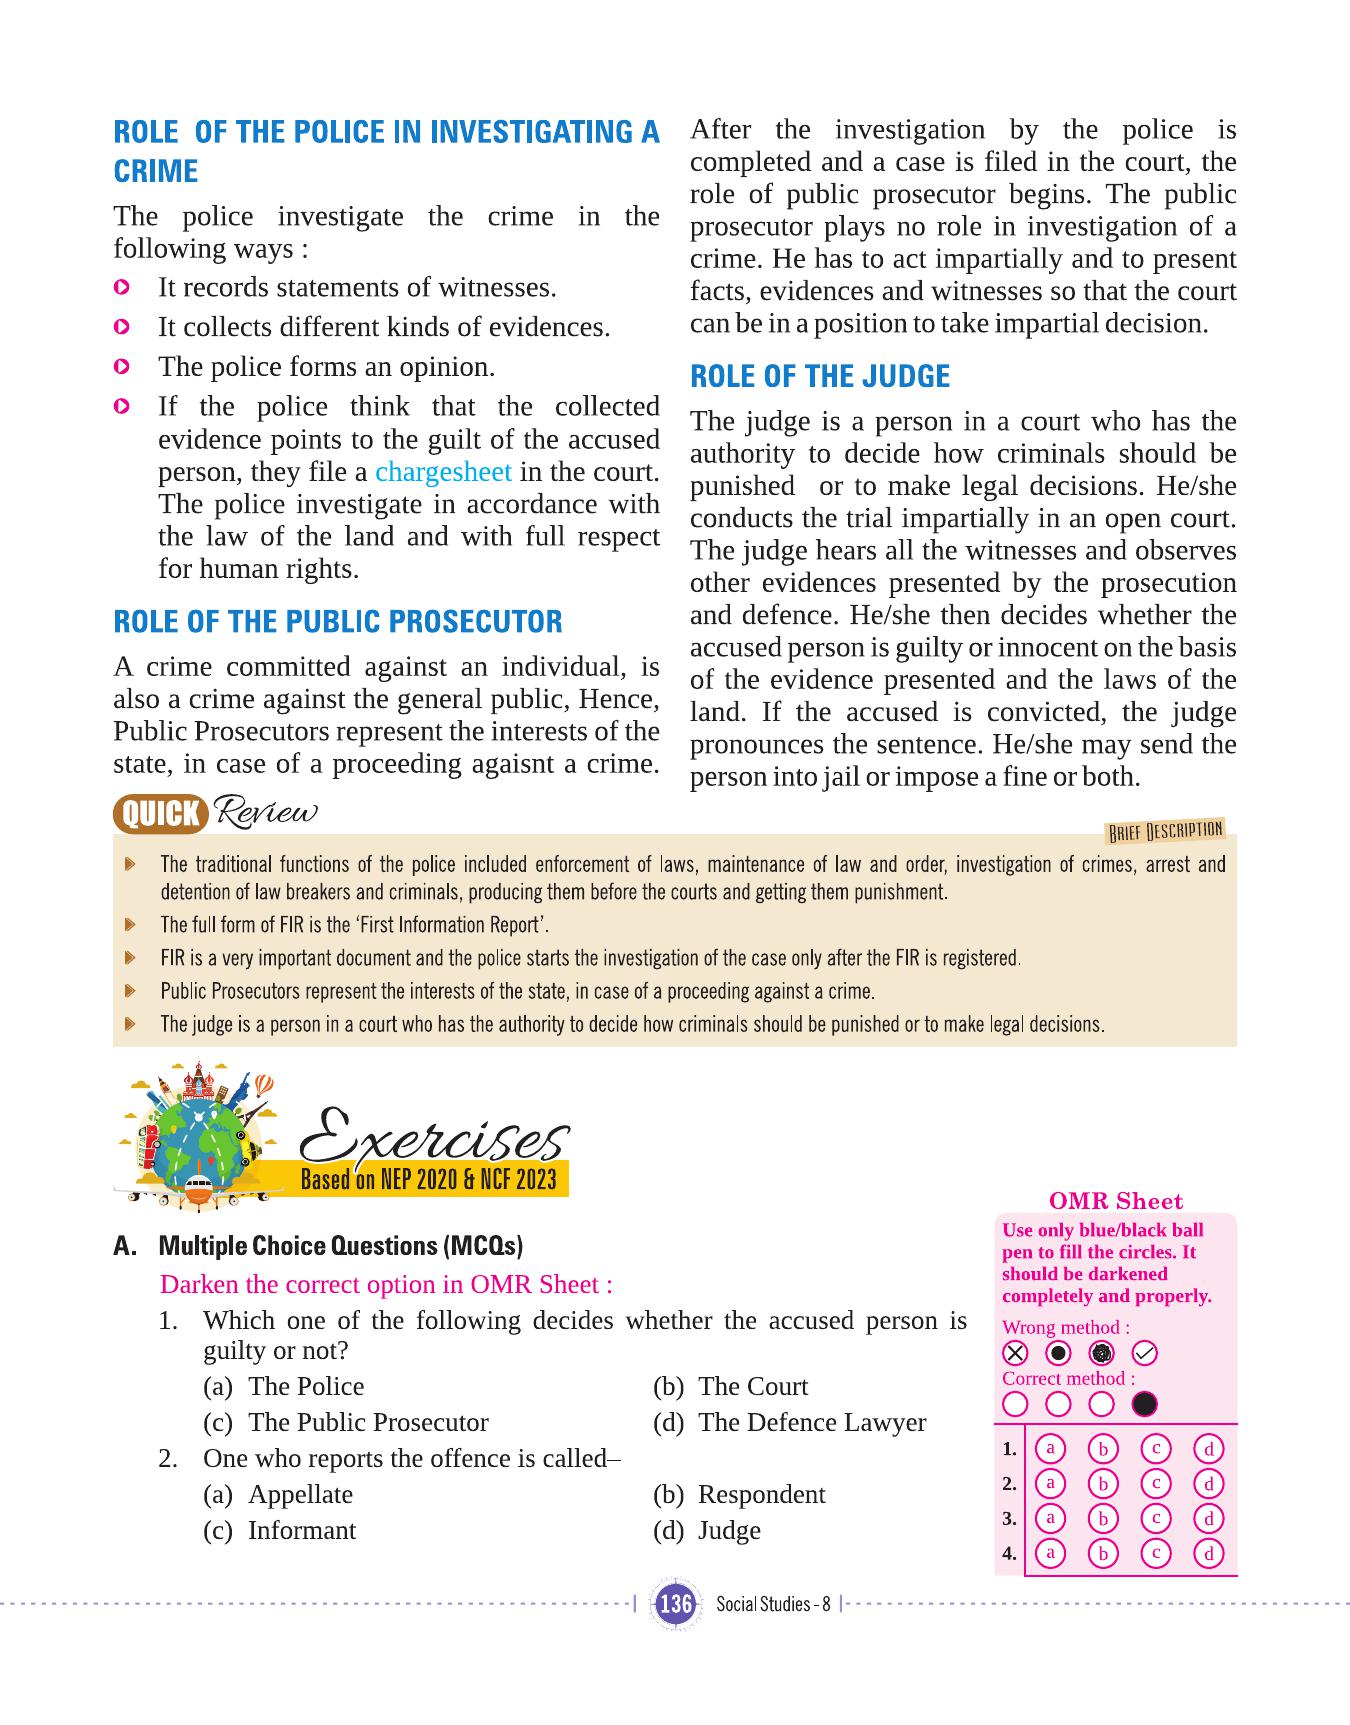 ROLE OF THE POLICE IN INVESTIGATING A
CRIME
The police investigate the crime in the
following ways :
It records statements of witnesses.
It collects different kinds of evidences.
The police forms an opinion.
If the police think that the collected
evidence points to the guilt of the accused
person, they file a chargesheet in the court.
The police investigate in accordance with
the law of the land and with full respect
for human rights.
ROLE OF THE PUBLIC PROSECUTOR
A crime committed against an individual, is
also a crime against the general public, Hence,
Public Prosecutors represent the interests of the
state, in case of a proceeding agaisnt a crime.
After the investigation by the police is
completed and a case is filed in the court, the
role of public prosecutor begins. The public
prosecutor plays no role in investigation of a
crime. He has to act impartially and to present
facts, evidences and witnesses so that the court
can be in a position to take impartial decision.
ROLE OF THE JUDGE
The judge is a person in a court who has the
authority to decide how criminals should be
punished or to make legal decisions. He/she
conducts the trial impartially in an open court.
The judge hears all the witnesses and observes
other evidences presented by the prosecution
and defence. He/she then decides whether the
accused person is guilty or innocent on the basis
of the evidence presented and the laws of the
land. If the accused is convicted, the judge
pronounces the sentence. He/she may send the
person into jail or impose a fine or both.
QUICK Review
BRIEF DESCRIPTION
The traditional functions of the police included enforcement of laws, maintenance of law and order, investigation of crimes, arrest and
detention of law breakers and criminals, producing them before the courts and getting them punishment.
The full form of FIR is the ‘First Information Report’.
FIR is a very important document and the police starts the investigation of the case only after the FIR is registered.
Public Prosecutors represent the interests of the state, in case of a proceeding against a crime.
The judge is a person in a court who has the authority to decide how criminals should be punished or to make legal decisions.
Exercises
Based on NEP 2020 & NCF 2023
A. Multiple Choice Questions (MCQs)
Darken the correct option in OMR Sheet :
1. Which one of the following decides whether the accused person is
guilty or not?
(a) The Police (b) The Court
(c) The Public Prosecutor (d) The Defence Lawyer
2. One who reports the offence is called–
(a) Appellate (b) Respondent
(c) Informant (d) Judge
OMR Sheet
Use only blue/black ball
pen to fill the circles. It
should be darkened
completely and properly.
Wrong method :
Correct method :
1. a b c d
2. a b c d
3. a b c d
4. a b c d
136 Social Studies - 8